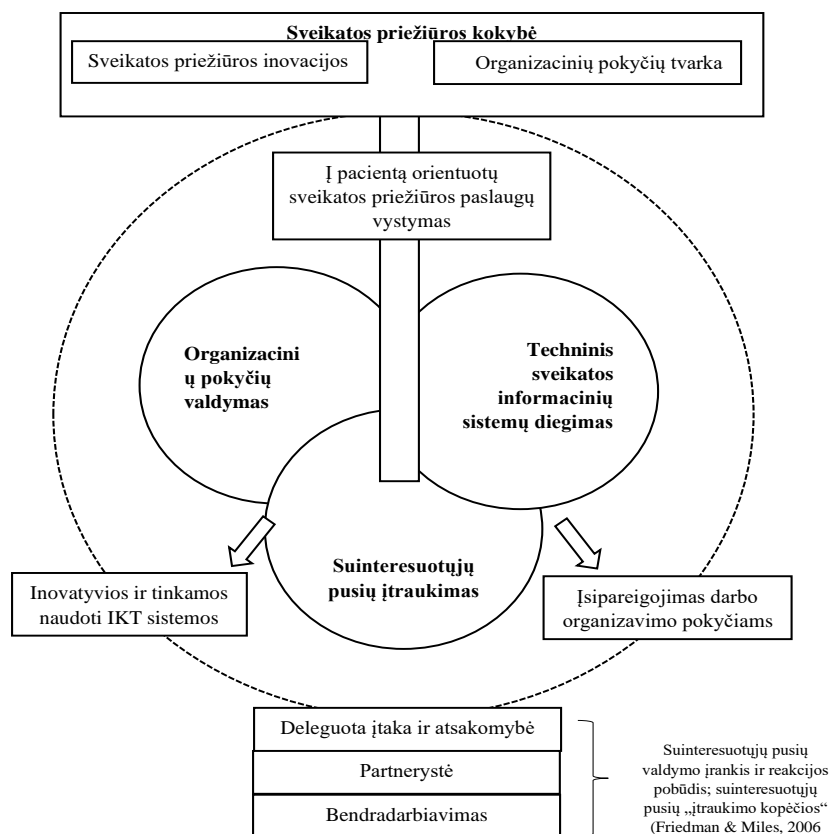 Sveikatos priežiūros kokybė
Sveikatos priežiūros inovacijos
Organizacinių pokyčių tvarka
Į pacientą orientuotų
sveikatos priežiūros paslaugų
vystymas
Organizacini
ų pokyčių
valdymas
Techninis
sveikatos
informacinių
sistemų diegimas
Suinteresuotųjų
pusių įtraukimas
Inovatyvios ir tinkamos
naudoti IKT sistemos
Įsipareigojimas darbo
organizavimo pokyčiams
Deleguota įtaka ir atsakomybė
Partnerystė
Bendradarbiavimas
Suinteresuotųjų pusių
valdymo įrankis ir reakcijos
pobūdis; suinteresuotųjų
pusių „įtraukimo kopėčios“
(Friedman & Miles, 2006